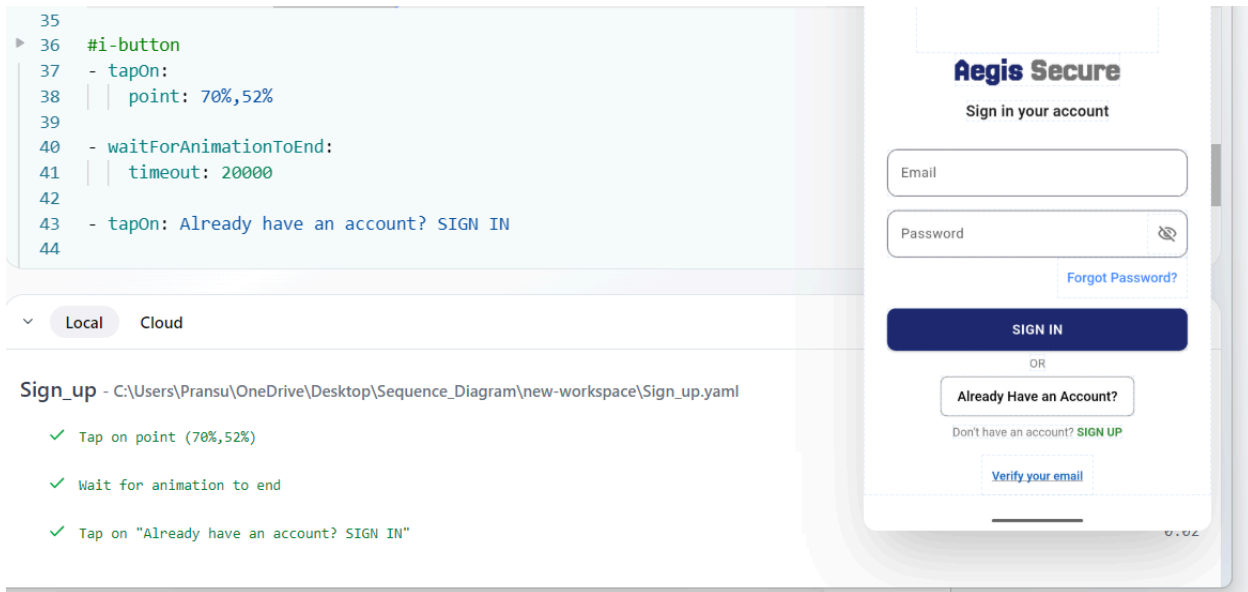 35
36 #i-button
37 - tapOn:
38 point: 70%,52%
39
40 - waitForAnimationToEnd:
41 timeout: 20000
42
43 - tapOn: Already have an account? SIGN IN
44
Local Cloud
Sign_up - C:\Users\Pransu\OneDrive\Desktop\Sequence_Diagram\new-workspace\Sign_up.yaml
Tap on point (70%,52%)
Wait for animation to end
Tap on "Already have an account? SIGN IN"
Aegis Secure
Sign in your account
Email
Password
Forgot Password?
SIGN IN
OR
Already Have an Account?
Don't have an account? SIGN UP
Verify your email